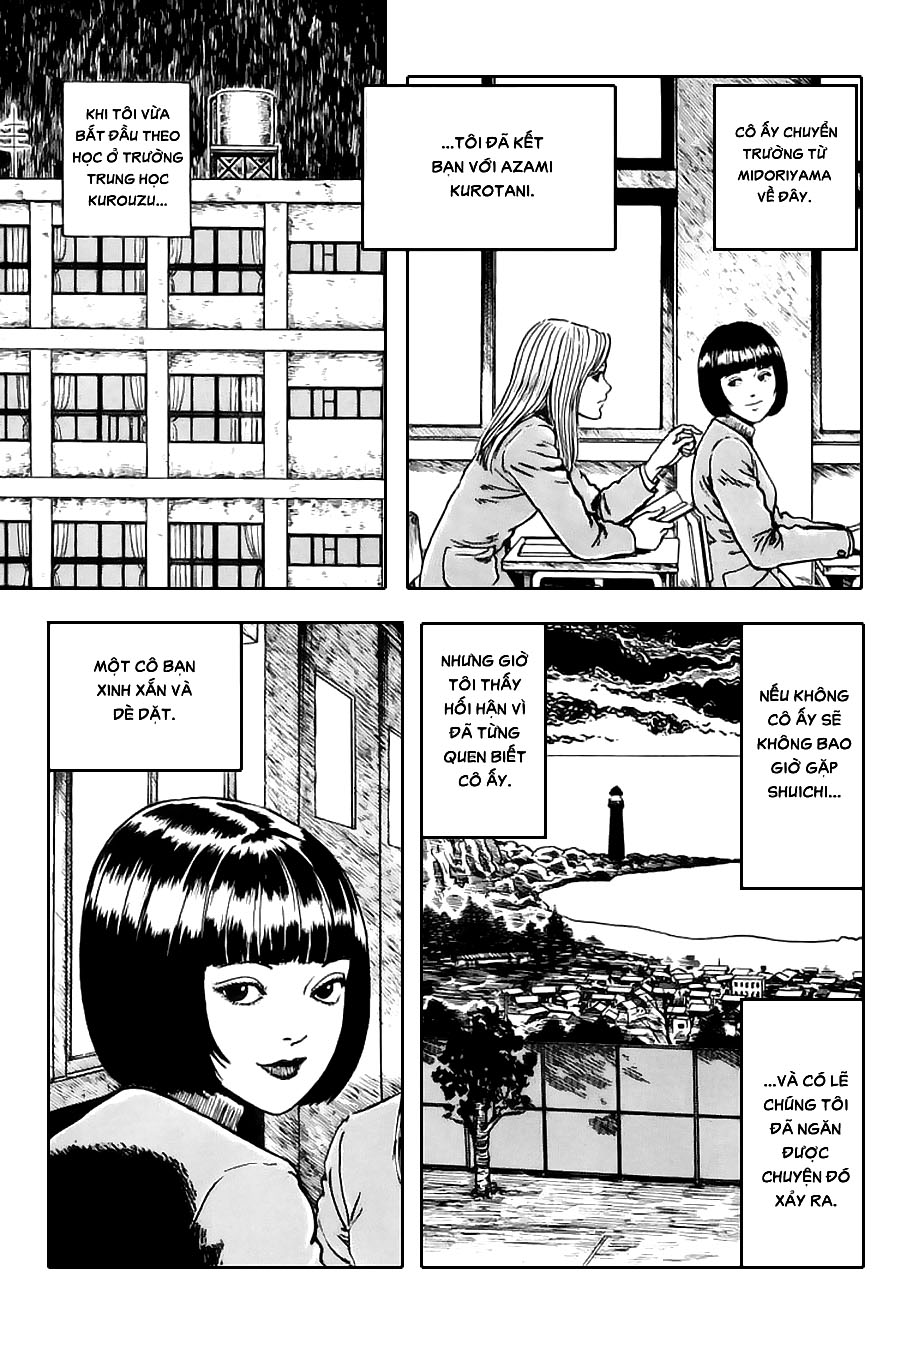 KHI TÔI VỪA
BẮT ĐẦU THEO
HỌC Ở TRƯỜNG
TRUNG HỌC
KUROUZU...
...TÔI ĐÃ KẾT
BẠN VỚI AZAMI
KUROTANI.
CÔ ẤY CHUYỂN
TRƯỜNG TỪ
MIDORIYAMA
VỀ ĐÂY.
MỘT CÔ BẠN
XINH XẮN VÀ
DÈ DẶT.
NHƯNG GIỜ
TÔI THẤY
HỐI HẬN VÌ
ĐÃ TỪNG
QUEN BIẾT
CÔ ẤY.
NẾU KHÔNG
CÔ ẤY SẼ
KHÔNG BAO
GIỜ GẶP
SHUICHI...
...VÀ CÓ LẼ
CHÚNG TÔI
ĐÃ NGĂN
ĐƯỢC
CHUYỆN ĐÓ
XẢY RA.